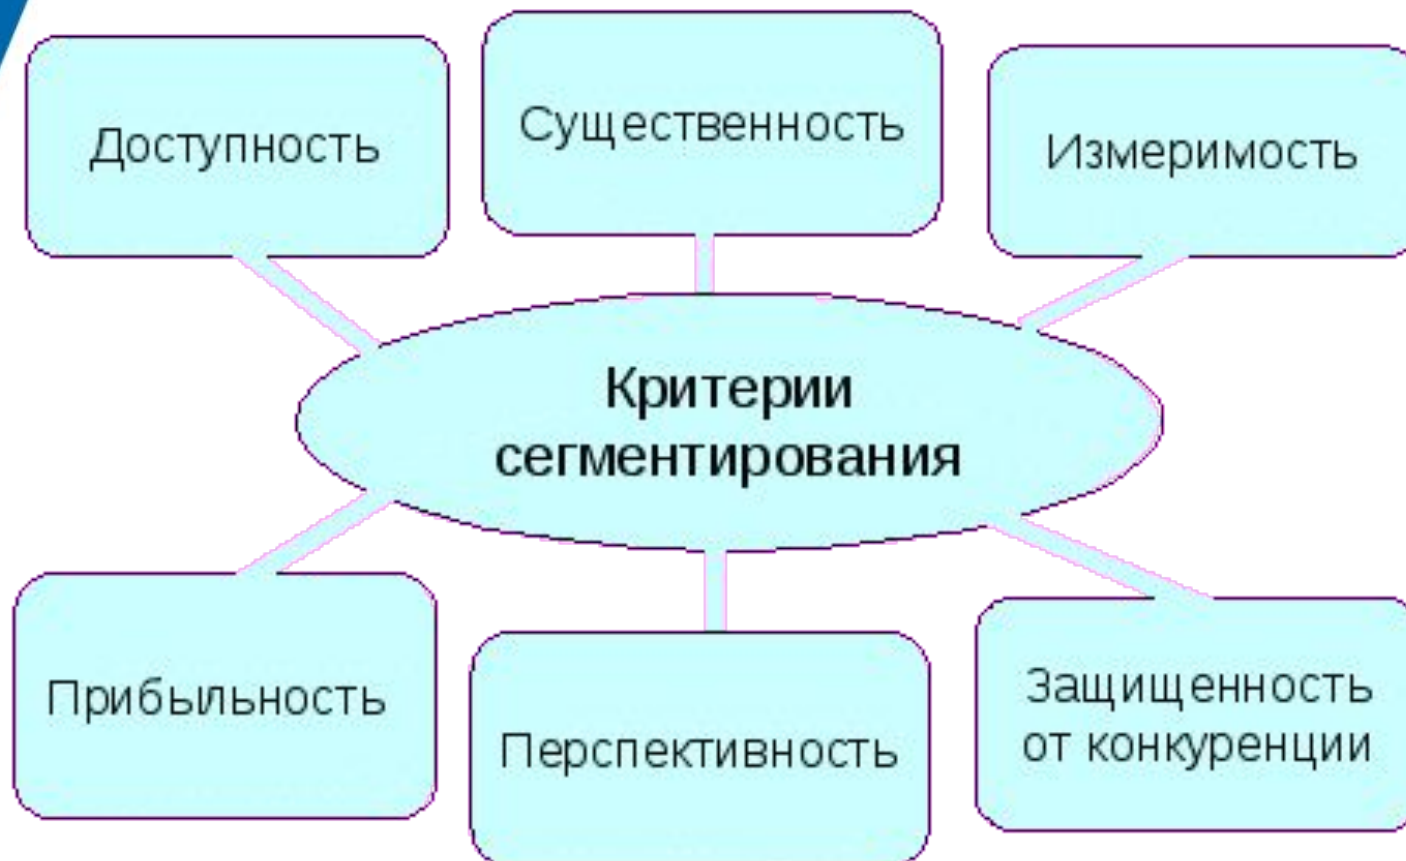 Доступность
Существенность
Измеримость
Критерии
сегментирования
Прибыльность
Перспективность
Защищенность
от конкуренции